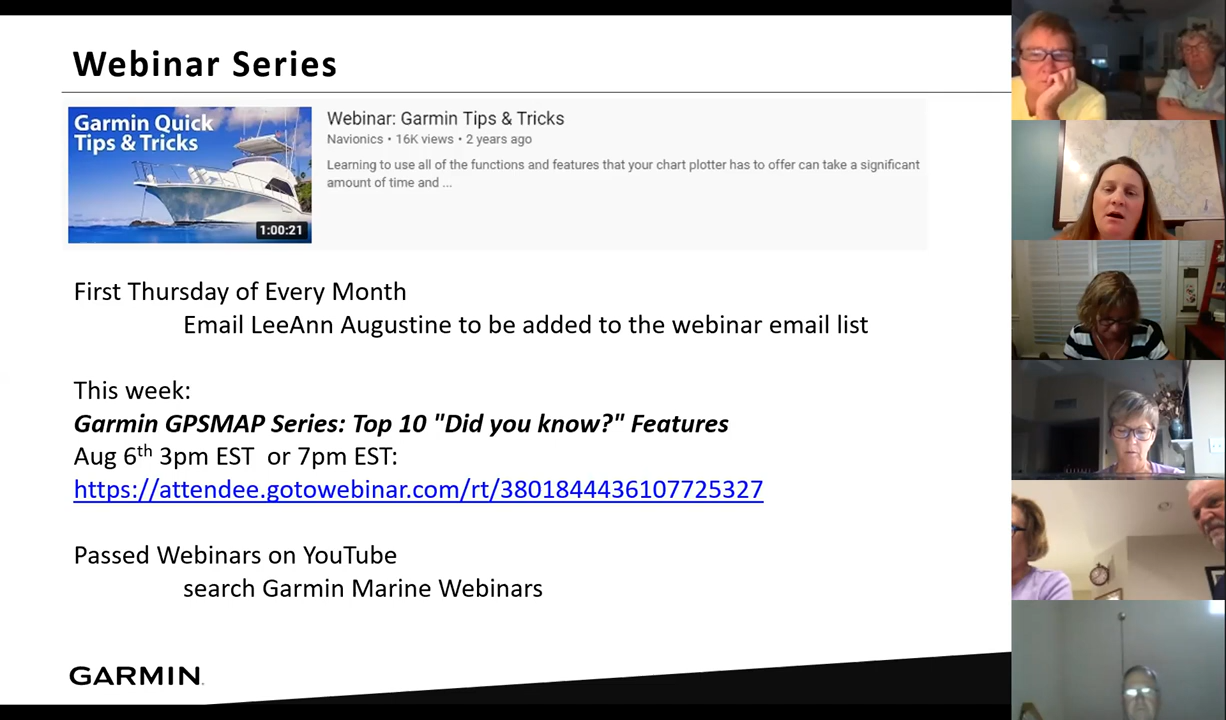 Webinar Series
Garmin Quick
Tips & Tricks
1:00:21
Webinar: Garmin Tips & Tricks
Navionics • 16K views • 2 years ago
Learning to use all of the functions and features that your chart plotter has to offer can take a significant
amount of time and ...
First Thursday of Every Month
Email LeeAnn Augustine to be added to the webinar email list
This week:
Garmin GPSMAP Series: Top 10 "Did you know?" Features
Aug 6th 3pm EST or 7pm EST:
https://attendee.gotowebinar.com/rt/3801844436107725327
Passed Webinars on YouTube
search Garmin Marine Webinars
GARMIN